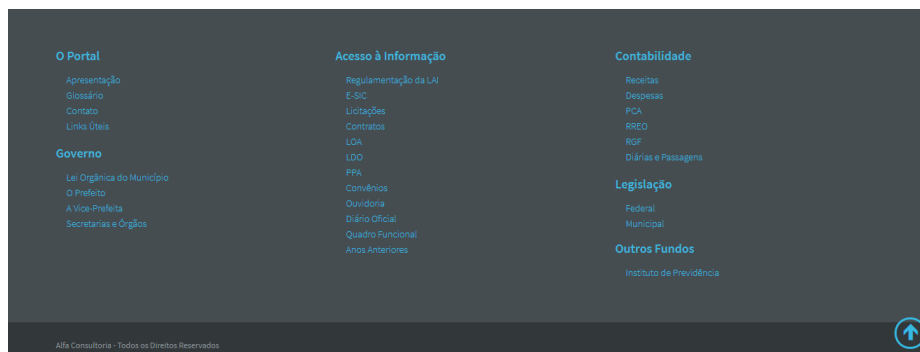 O Portal
Apresentação
Glossário
Contato
Links Úteis
Governo
Lei Orgânica do Município
O Prefeito
A Vice-Prefeita
Secretarias e Órgãos
Acesso à Informação
Regulamentação da LAI
E-SIC
Licitações
Contratos
LOA
LDO
PPA
Convênios
Ouvidoria
Diário Oficial
Quadro Funcional
Anos Anteriores
Contabilidade
Receitas
Despesas
PCA
RREO
RGF
Diárias e Passagens
Legislação
Federal
Municipal
Outros Fundos
Instituto de Previdência
Alfa Consultoria - Todos os Direitos Reservados